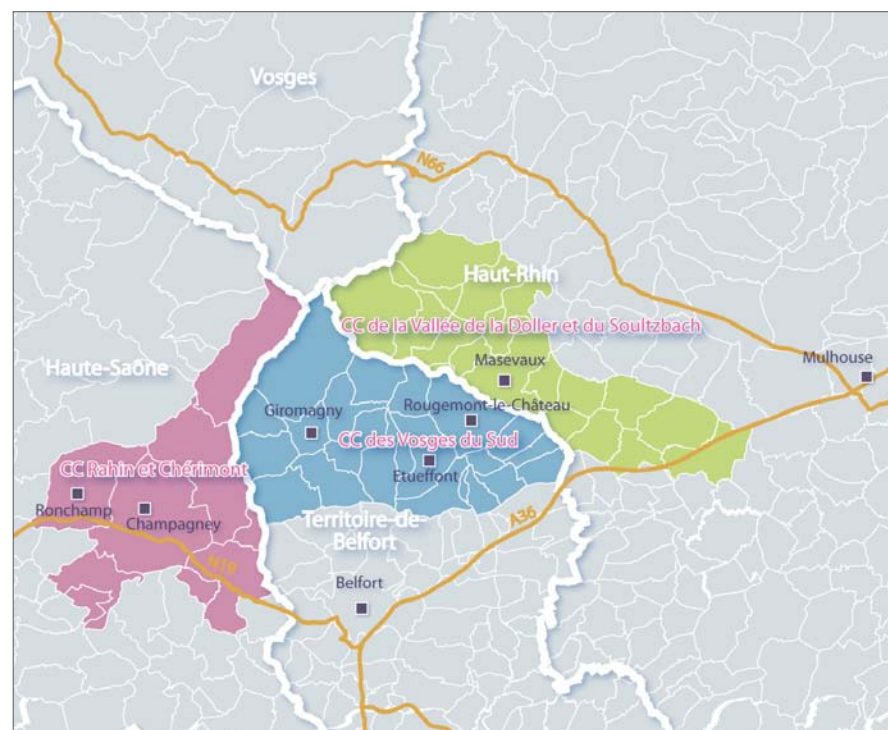 Vosges
N66
Haut-Rhin
CC de la Vallée de la Doller et du Soultzbach
Haute-Saône
Masevaux
Mulhouse
Giromagny
Rougemont-le-Château
CC des Vosges du Sud
Etueffont
CC Rahin et Chérimont
Ronchamp
Champagney
Territoire-de-
Belfort
A36
N19
Belfort